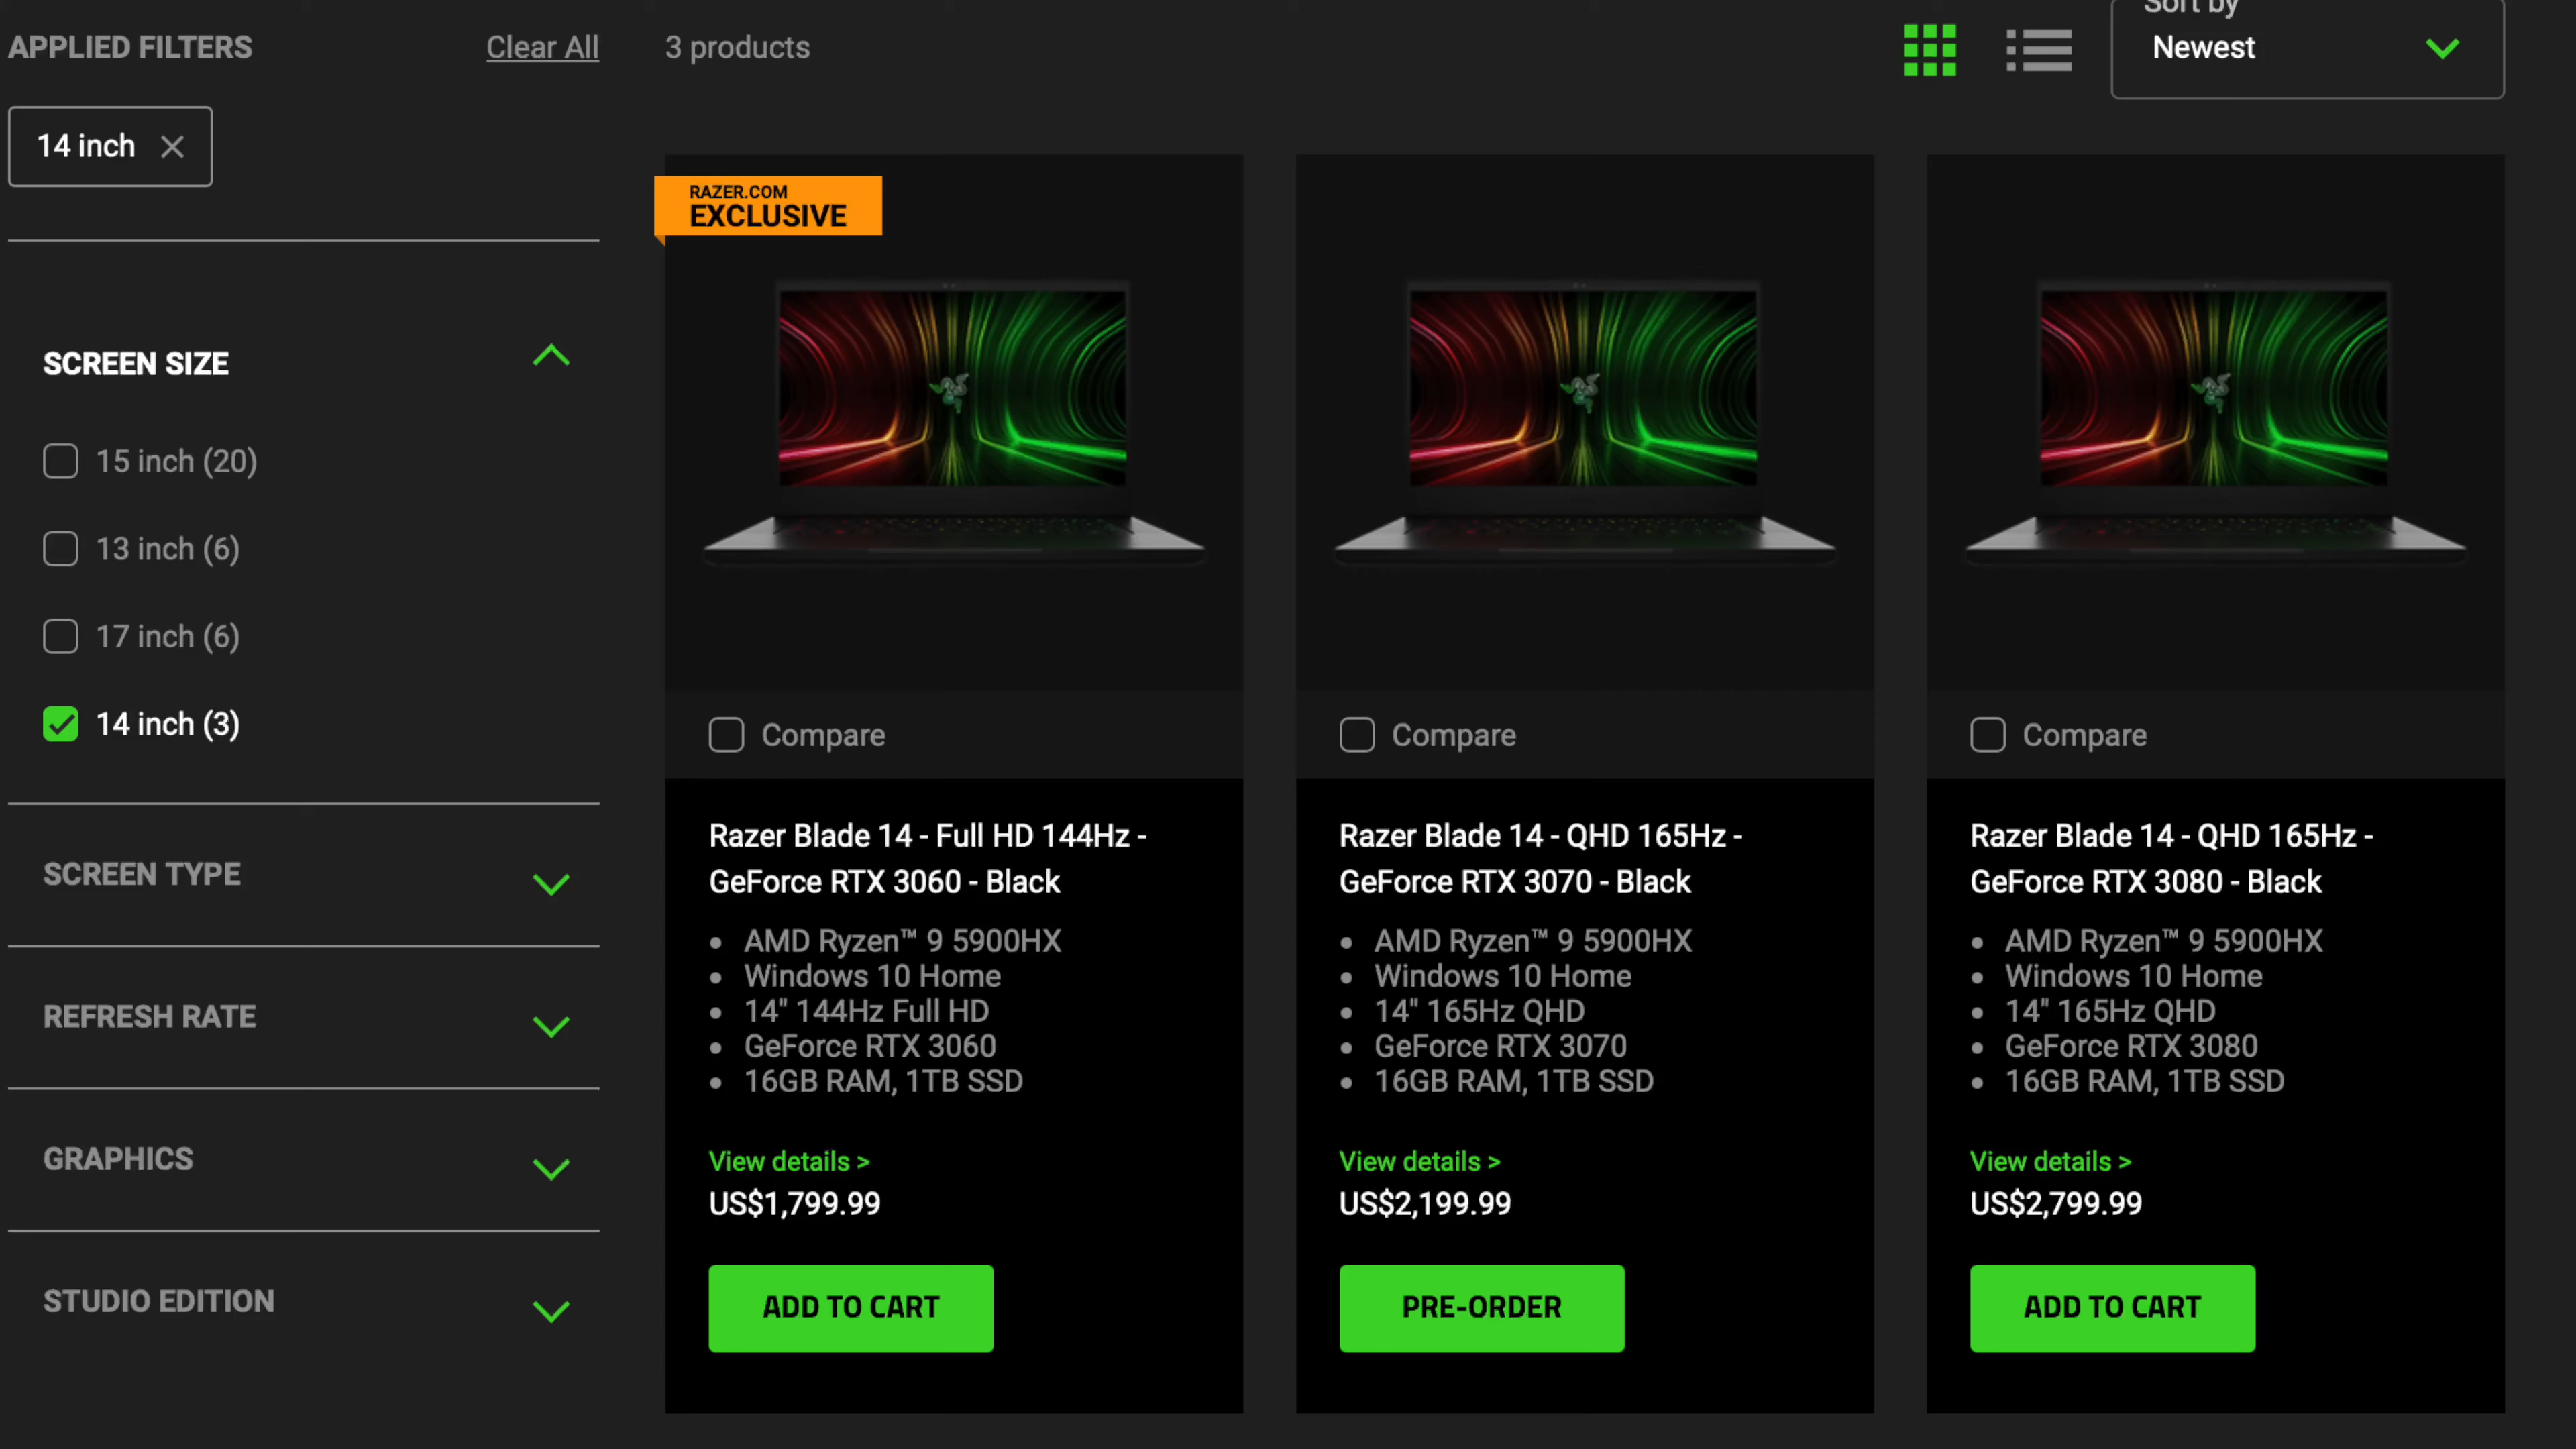 APPLIED FILTERS
Clear All
14 inch
SCREEN SIZE
15 inch (20)
13 inch (6)
17 inch (6)
14 inch (3)
SCREEN TYPE
REFRESH RATE
GRAPHICS
STUDIO EDITION
3 products
Sort by
Newest
RAZER.COM
EXCLUSIVE
Compare
Razer Blade 14 - Full HD 144Hz -
GeForce RTX 3060 - Black
AMD Ryzen™ 9 5900HX
Windows 10 Home
14" 144Hz Full HD
GeForce RTX 3060
16GB RAM, 1TB SSD
View details >
US$1,799.99
ADD TO CART
Compare
Razer Blade 14 - QHD 165Hz -
GeForce RTX 3070 - Black
AMD Ryzen™ 9 5900HX
Windows 10 Home
14" 165Hz QHD
GeForce RTX 3070
16GB RAM, 1TB SSD
View details >
US$2,199.99
PRE-ORDER
Compare
Razer Blade 14 - QHD 165Hz -
GeForce RTX 3080 - Black
AMD Ryzen™ 9 5900HX
Windows 10 Home
14" 165Hz QHD
GeForce RTX 3080
16GB RAM, 1TB SSD
View details >
US$2,799.99
ADD TO CART